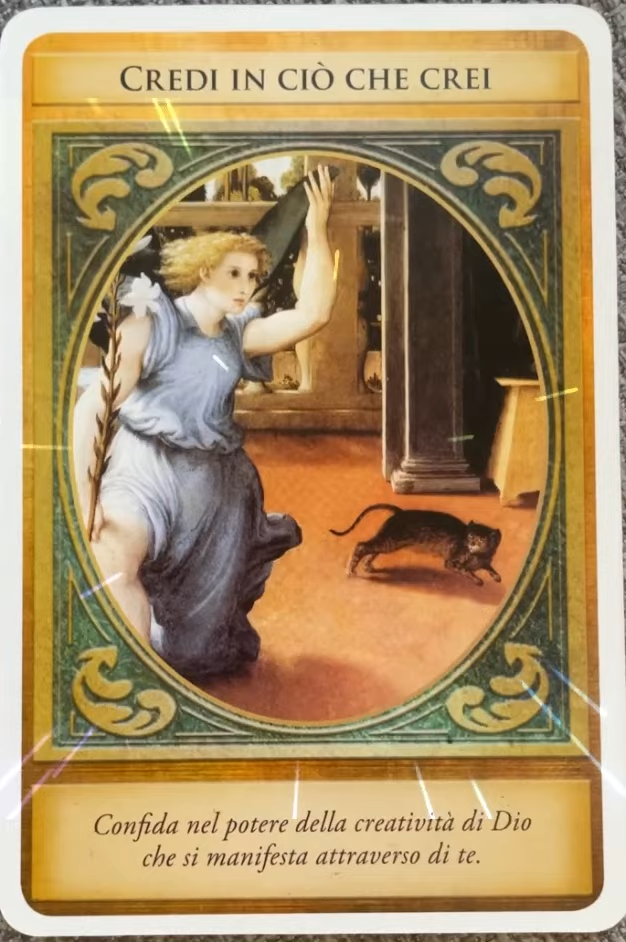 CREDI IN CIÒ CHE CREI
Confida nel potere della creatività di Dio
che si manifesta attraverso di te.